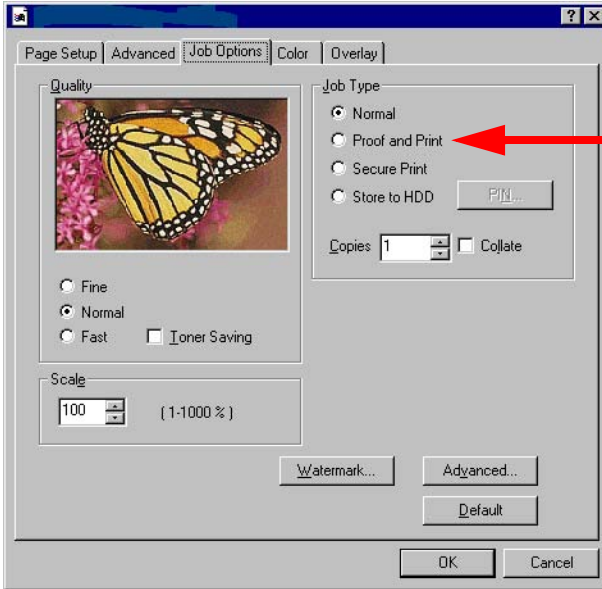 Page Setup Advanced Job Options Color Overlay
Quality
Fine
Normal
Fast Toner Saving
Scale
100 (1-1000 %)
Job Type
Normal
Proof and Print
Secure Print
Store to HDD PIN...
Copies 1 Collate
Watermark... Advanced...
Default
OK Cancel